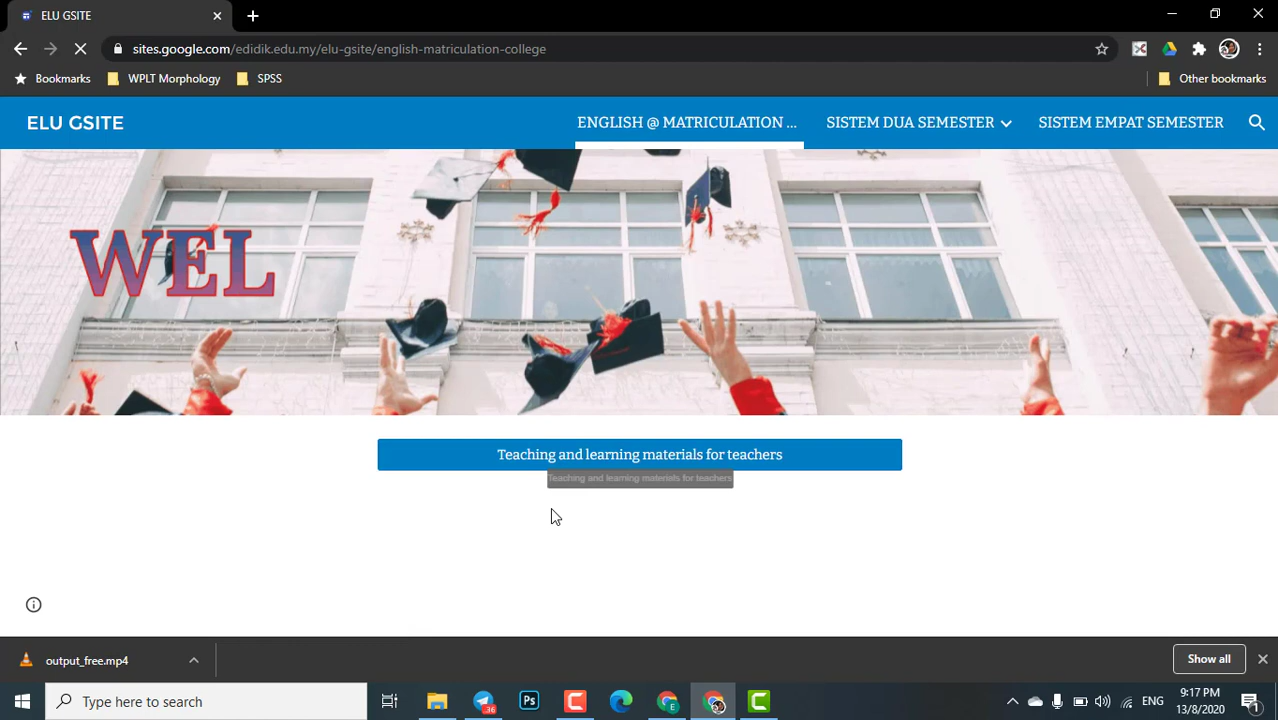 ELU GSITE
sites.google.com/edidik.edu.my/elu-gsite/english-matriculation-college
Bookmarks
WPLT Morphology
SPSS
Other bookmarks
ELU GSITE
ENGLISH @ MATRICULATION ...
SISTEM DUA SEMESTER
SISTEM EMPAT SEMESTER
WEL
Teaching and learning materials for teachers
Teaching and learning materials for teachers
output_free.mp4
Show all
Type here to search
36
Ps
E
ENG
9:17 PM
13/8/2020
1